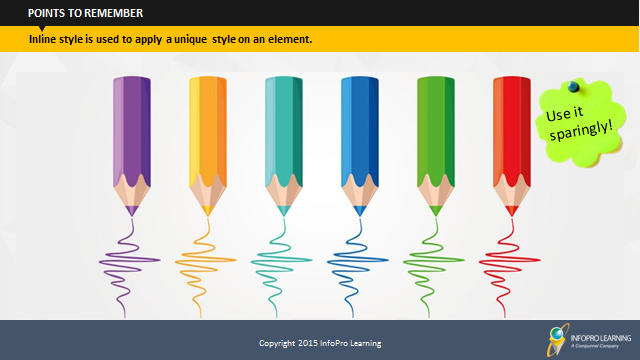 POINTS TO REMEMBER
Inline style is used to apply a unique style on an element.
Use it
sparingly!
Copyright 2015 InfoPro Learning
INFOPRO LEARNING
A Compunnel Company